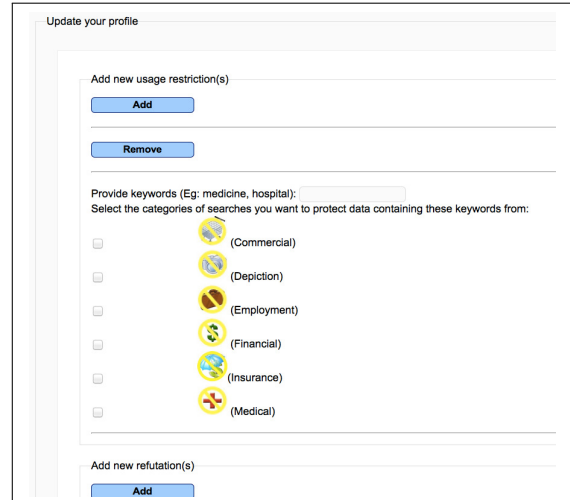 Update your profile
Add new usage restriction(s)
Add
Remove
Provide keywords (Eg: medicine, hospital):
Select the categories of searches you want to protect data containing these keywords from:
(Commercial)
(Depiction)
(Employment)
(Financial)
(Insurance)
(Medical)
Add new refutation(s)
Add